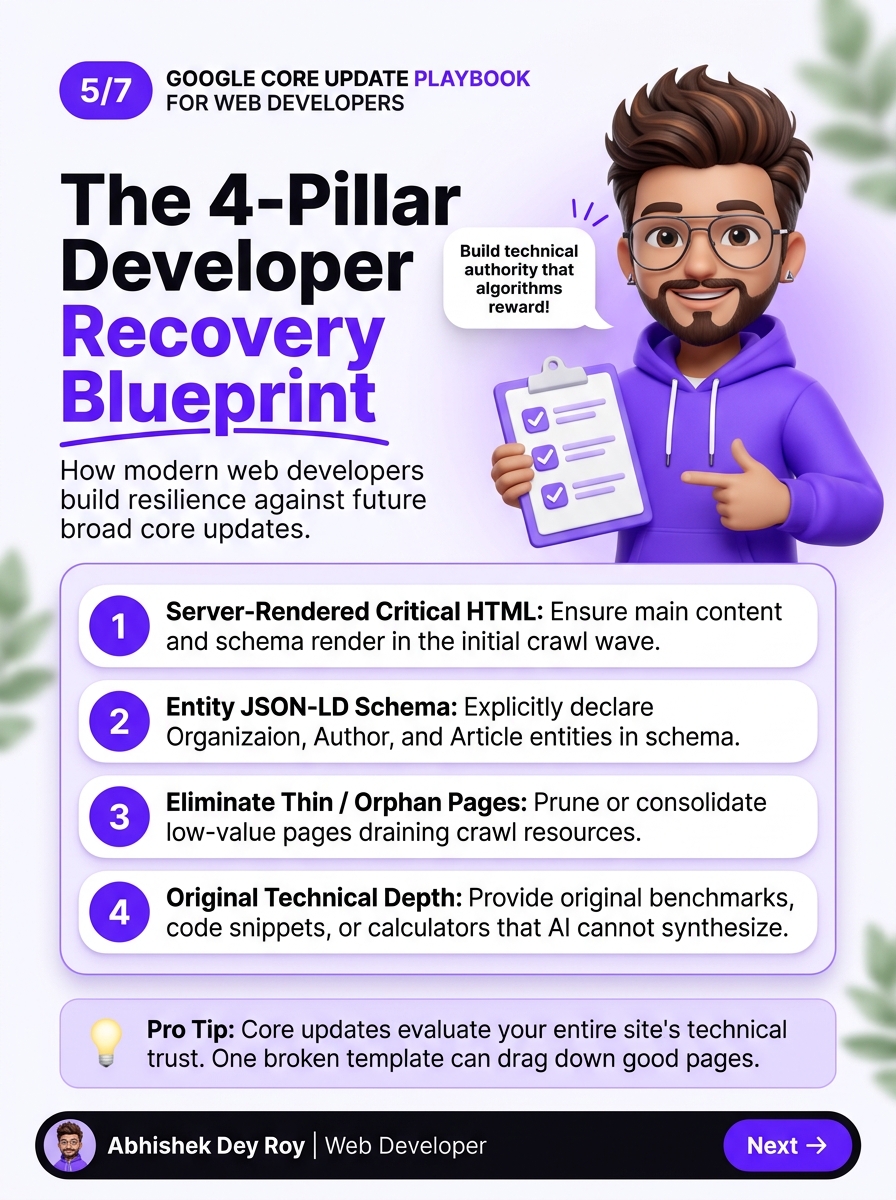 5/7
GOOGLE CORE UPDATE PLAYBOOK
FOR WEB DEVELOPERS
The 4-Pillar
Developer
Recovery
Blueprint
Build technical
authority that
algorithms
reward!
How modern web developers
build resilience against future
broad core updates.
1
Server-Rendered Critical HTML: Ensure main content
and schema render in the initial crawl wave.
2
Entity JSON-LD Schema: Explicitly declare
Organizaion, Author, and Article entities in schema.
3
Eliminate Thin / Orphan Pages: Prune or consolidate
low-value pages draining crawl resources.
4
Original Technical Depth: Provide original benchmarks,
code snippets, or calculators that AI cannot synthesize.
Pro Tip: Core updates evaluate your entire site's technical
trust. One broken template can drag down good pages.
Abhishek Dey Roy | Web Developer
Next →